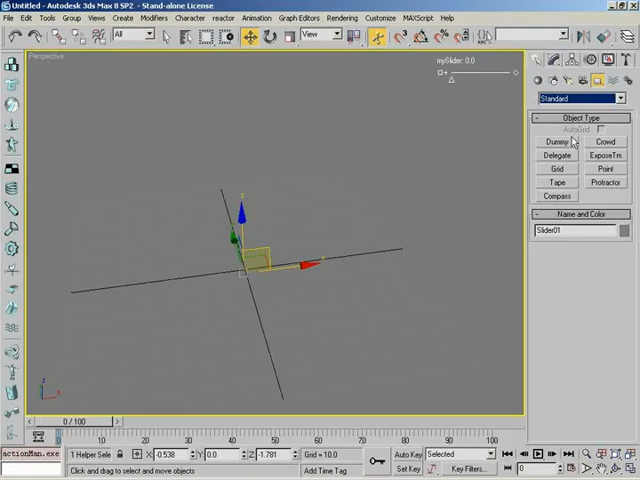 Untitled - Autodesk 3ds Max 8 SP2 - Stand-alone License
File Edit Tools Group Views Create Modifiers Character reactor Animation Graph Editors Rendering Customize MAXScript Help
All View
Perspective
mySlider: 0.0
Standard
- Object Type
AutoGrid
Dummy Crowd
Delegate ExposeTm
Grid Point
Tape Protractor
Compass
- Name and Color
Slider01
z
x
0 / 100
0 10 20 30 40 50 60 70 80 90 100
actionMan.exe 1 Helper Sele X: -0.538 Y: 0.0 Z: -1.781 Grid = 10.0 Auto Key Selected
Click and drag to select and move objects Add Time Tag Set Key Key Filters... 0